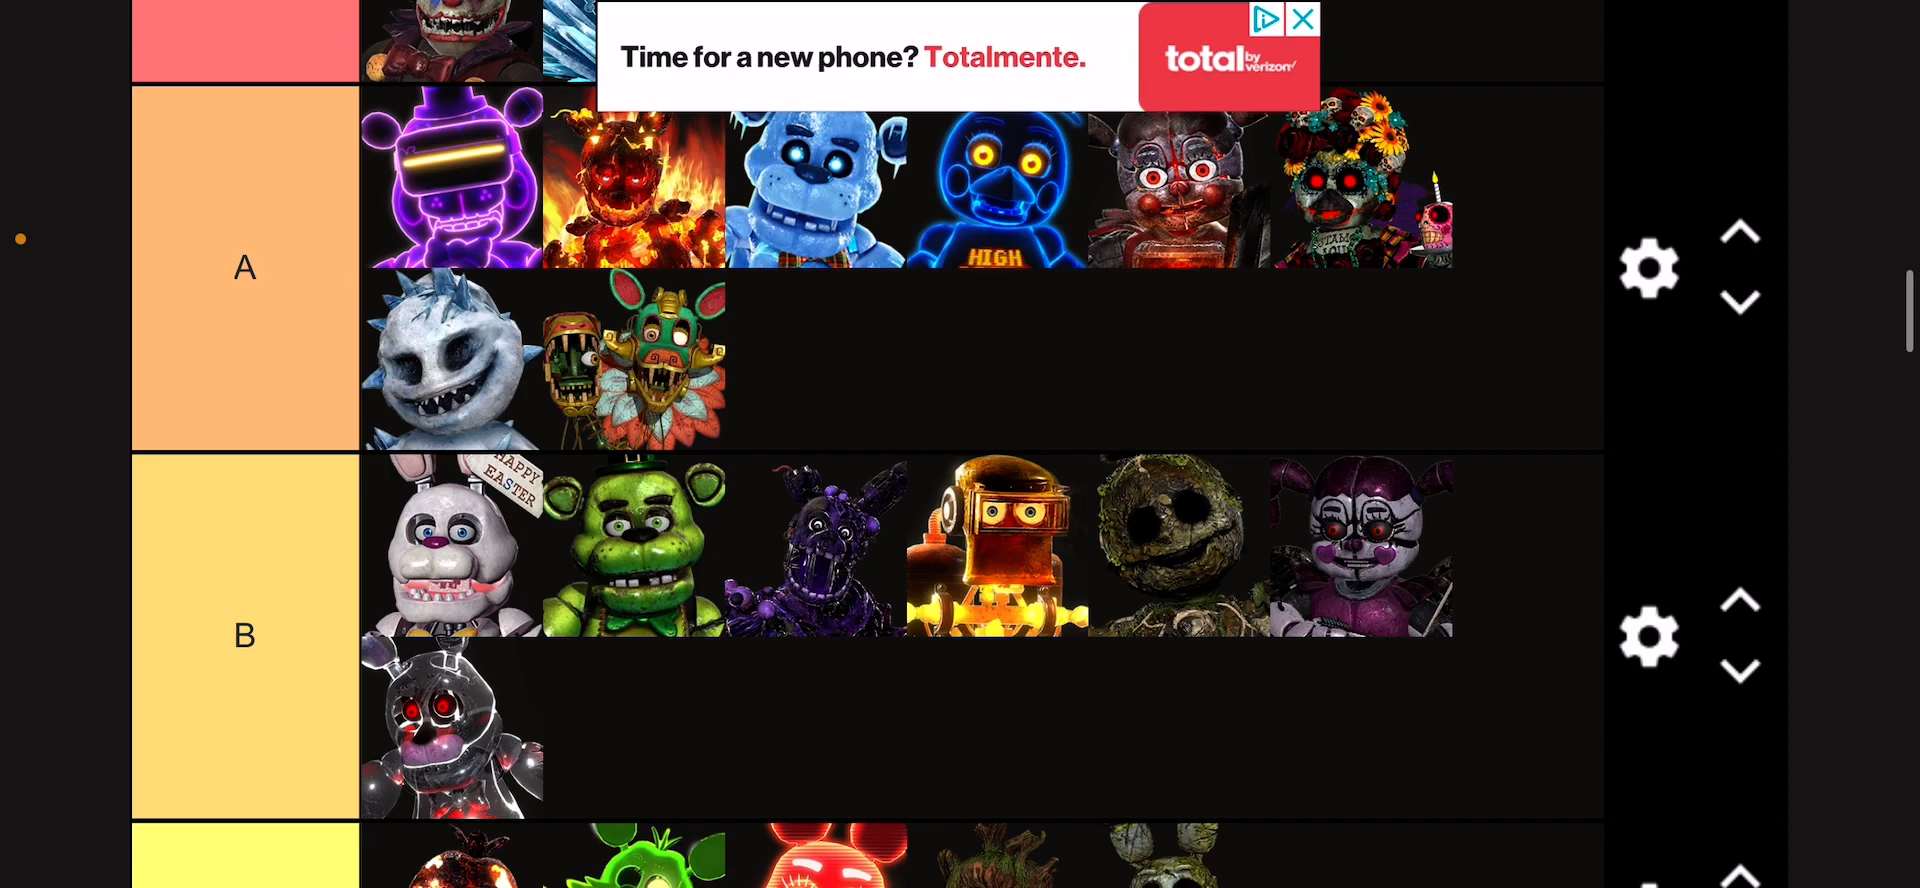 Time for a new phone? Totalmente.
total by verizon
A
HIGH
B
HAPPY
EASTER